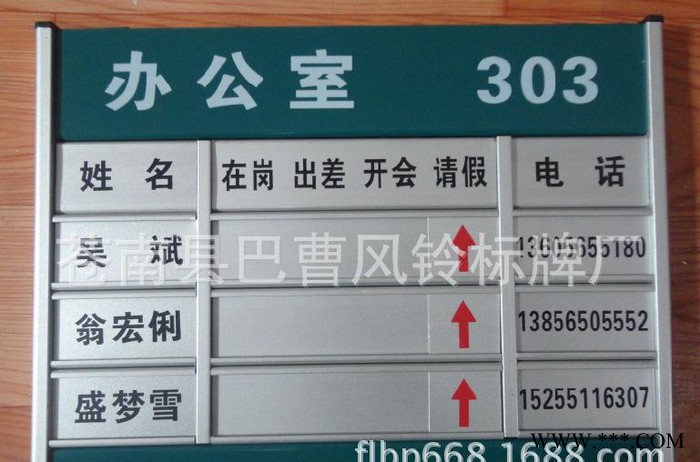 办公室 303
姓名 在岗 出差 开会 请假 电话
吴斌 13605655180
苍南县巴曹风铃标牌厂
翁宏俐 13856505552
盛梦雪 15255116307
flbp668.1688.com
www.***.com